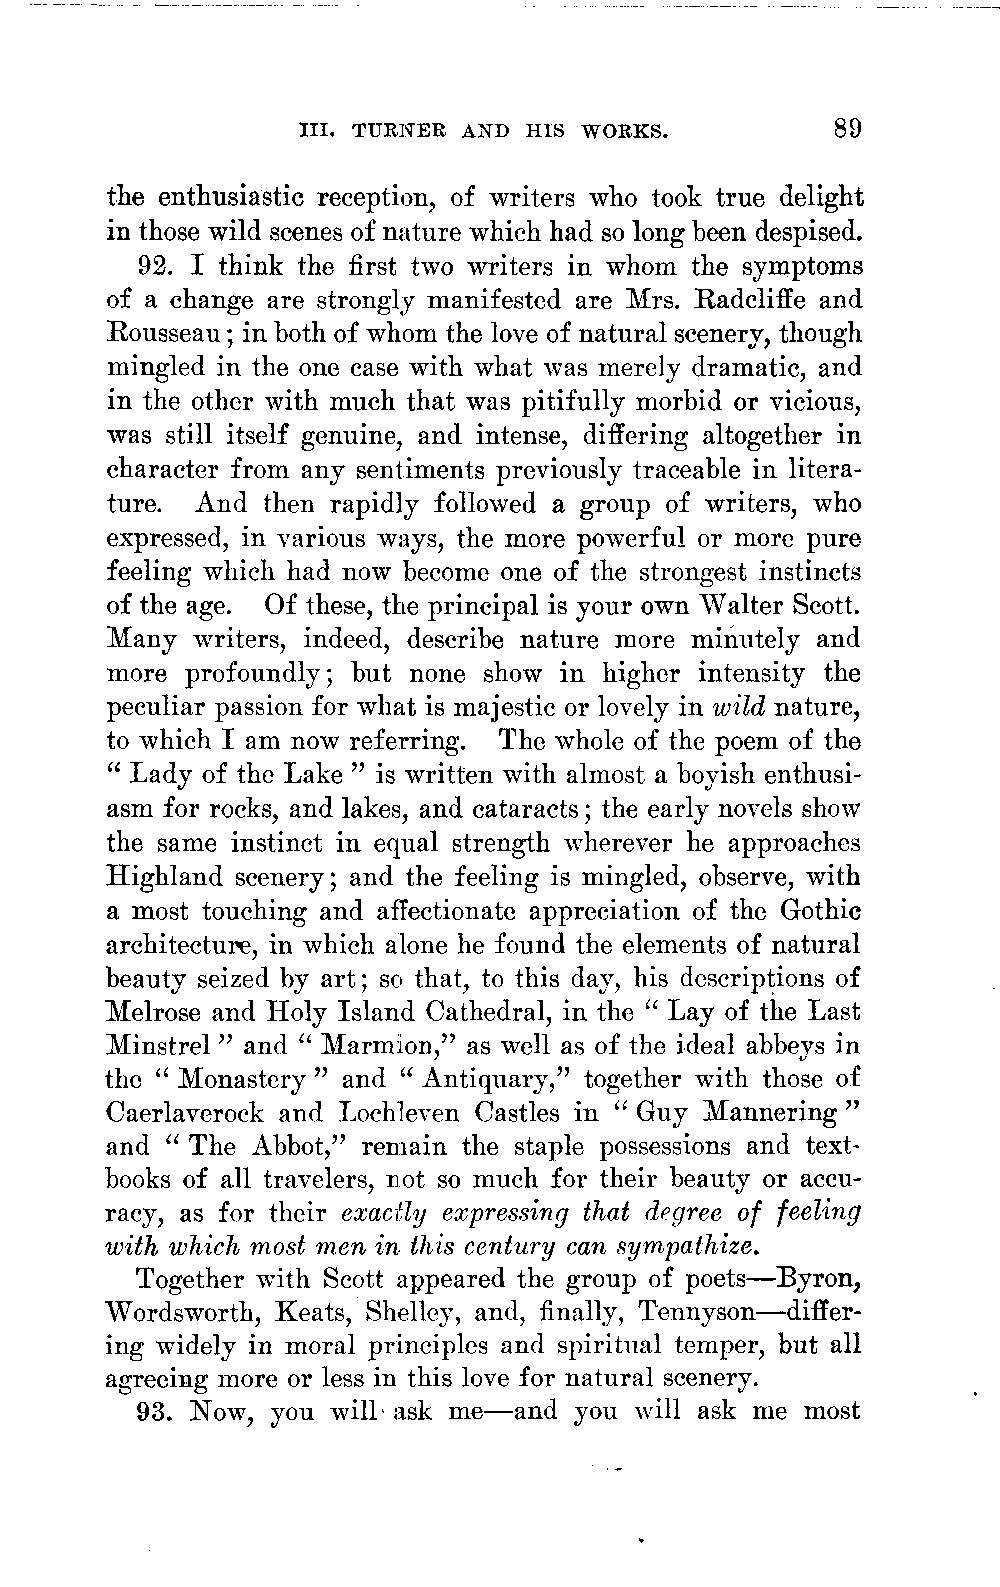 III. TURNER AND HIS WORKS. 89
the enthusiastic reception, of writers who took true delight
in those wild scenes of nature which had so long been despised.
92. I think the first two writers in whom the symptoms
of a change are strongly manifested are Mrs. Radcliffe and
Rousseau; in both of whom the love of natural scenery, though
mingled in the one case with what was merely dramatic, and
in the other with much that was pitifully morbid or vicious,
was still itself genuine, and intense, differing altogether in
character from any sentiments previously traceable in litera-
ture. And then rapidly followed a group of writers, who
expressed, in various ways, the more powerful or more pure
feeling which had now become one of the strongest instincts
of the age. Of these, the principal is your own Walter Scott.
Many writers, indeed, describe nature more minutely and
more profoundly; but none show in higher intensity the
peculiar passion for what is majestic or lovely in wild nature,
to which I am now referring. The whole of the poem of the
“ Lady of the Lake ” is written with almost a boyish enthusi-
asm for rocks, and lakes, and cataracts; the early novels show
the same instinct in equal strength wherever he approaches
Highland scenery; and the feeling is mingled, observe, with
a most touching and affectionate appreciation of the Gothic
architecture, in which alone he found the elements of natural
beauty seized by art; so that, to this day, his descriptions of
Melrose and Holy Island Cathedral, in the “ Lay of the Last
Minstrel ” and “ Marmion,” as well as of the ideal abbeys in
the “ Monastery ” and “ Antiquary,” together with those of
Caerlaverock and Lochleven Castles in “ Guy Mannering ”
and “ The Abbot,” remain the staple possessions and text-
books of all travelers, not so much for their beauty or accu-
racy, as for their exactly expressing that degree of feeling
with which most men in this century can sympathize.
Together with Scott appeared the group of poets—Byron,
Wordsworth, Keats, Shelley, and, finally, Tennyson—differ-
ing widely in moral principles and spiritual temper, but all
agreeing more or less in this love for natural scenery.
93. Now, you will ask me—and you will ask me most